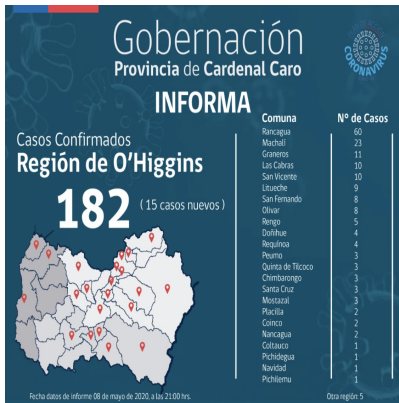 Gobernación
Provincia de Cardenal Caro
CORONAVIRUS
INFORMA
Casos Confirmados
Región de O'Higgins
182 (15 casos nuevos)
Comuna Nº de Casos
Rancagua 60
Machalí 23
Graneros 11
Las Cabras 10
San Vicente 10
Litueche 9
San Fernando 8
Olivar 8
Rengo 5
Doñihue 4
Requínoa 4
Peumo 3
Quinta de Tilcoco 3
Chimbarongo 3
Santa Cruz 3
Mostazal 3
Placilla 2
Coinco 2
Nancagua 2
Coltauco 1
Pichidegua 1
Navidad 1
Pichilemu 1
Fecha datos de informe 08 de mayo de 2020, a las 21:00 hrs.
Otra región: 5